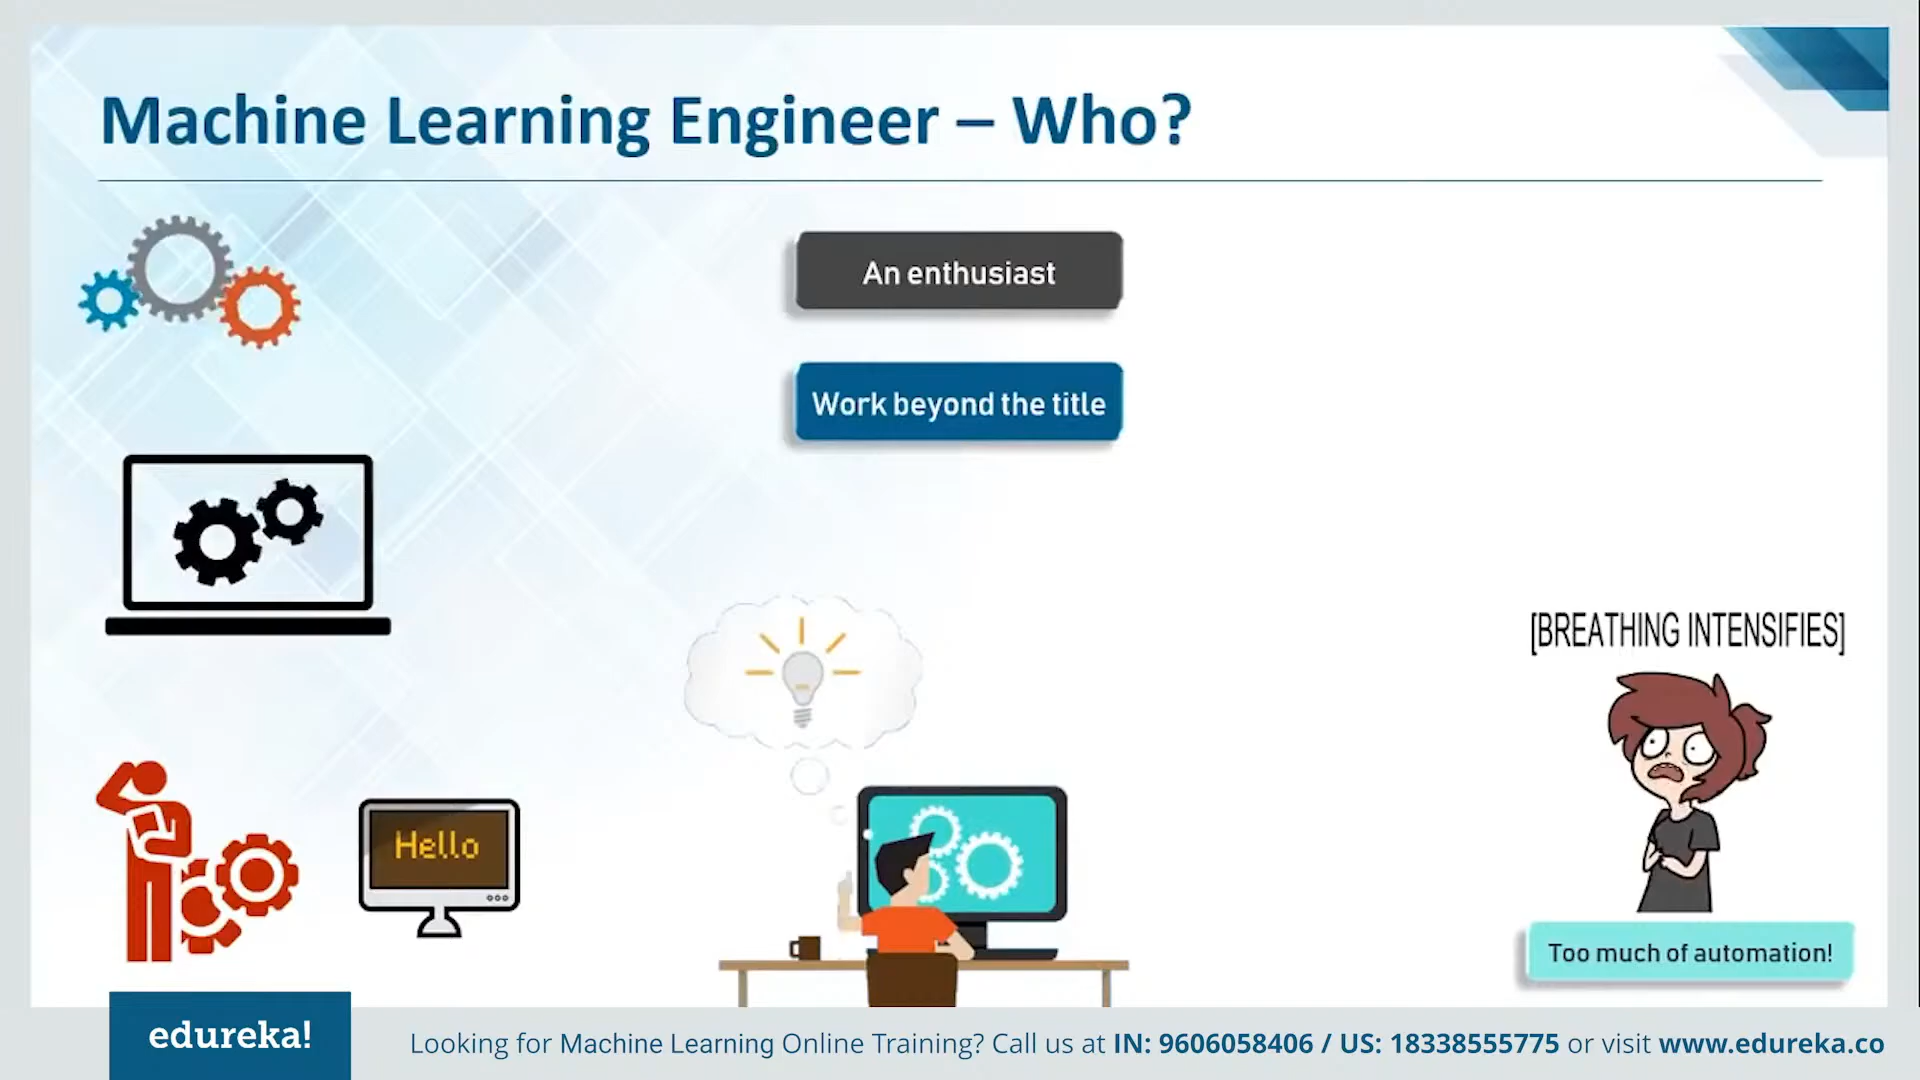 Machine Learning Engineer – Who?
An enthusiast
Work beyond the title
[BREATHING INTENSIFIES]
Hello
Too much of automation!
edureka!
Looking for Machine Learning Online Training? Call us at IN: 9606058406 / US: 18338555775 or visit www.edureka.co